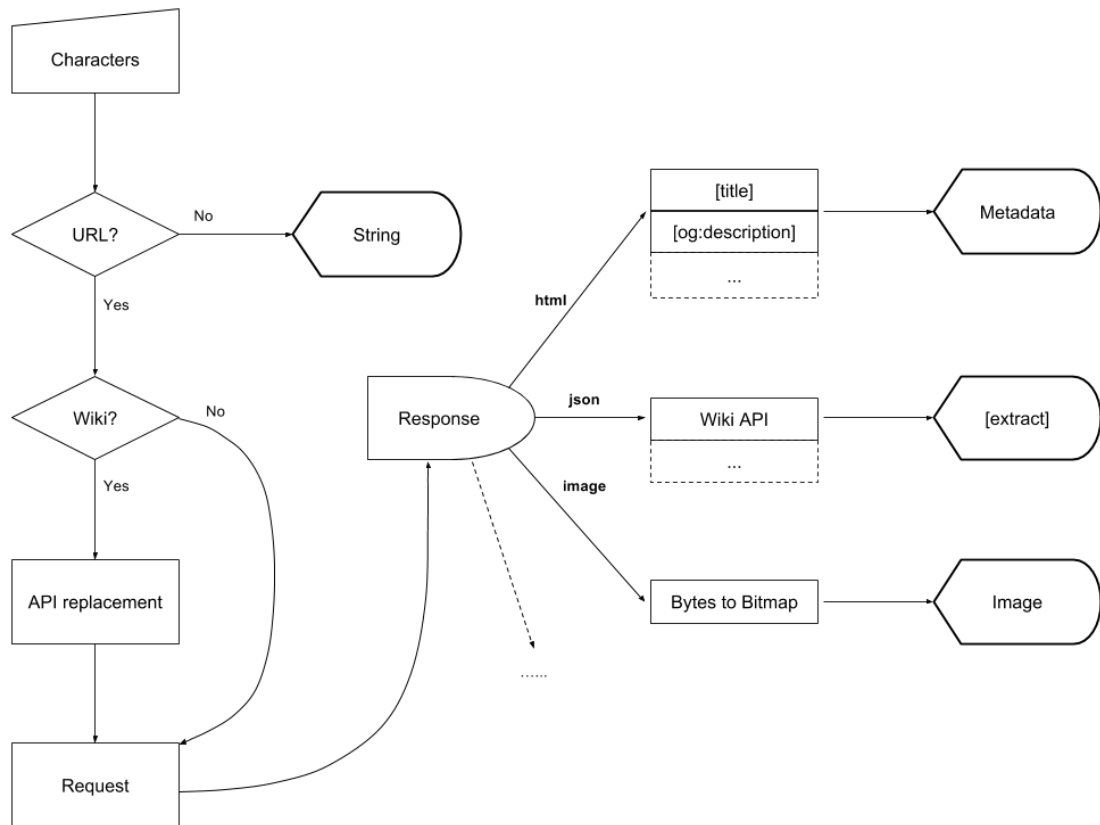 Characters
URL?
No
String
Yes
Wiki?
No
Yes
API replacement
Request
Response
html
[title]
[og:description]
...
Metadata
json
Wiki API
...
[extract]
image
Bytes to Bitmap
Image
......